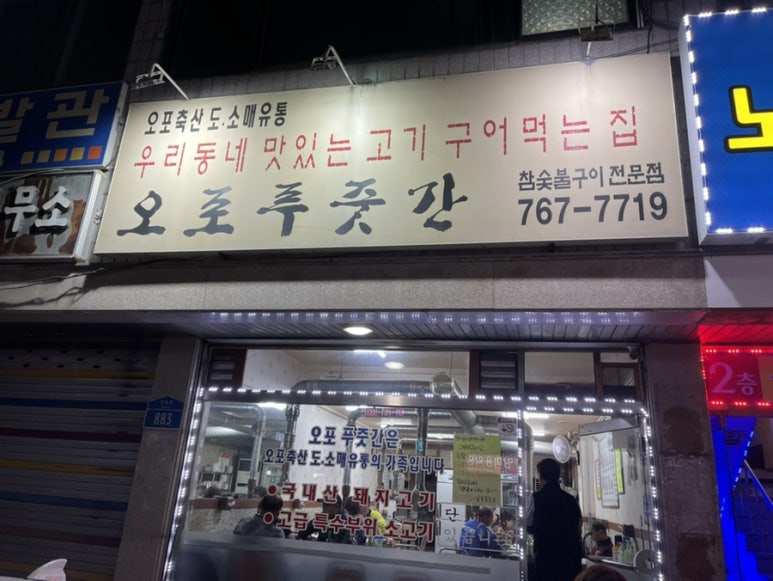 발관
무소
오포축산 도·소매유통
우리동네 맛있는 고기 구어먹는 집
오포푸줏간
참숯불구이 전문점
767-7719
노
2층
883
오포 푸줏간은
오포축산 도·소매유통의 가족입니다
국내산 돼지고기
고급 특수부위 소고기
단